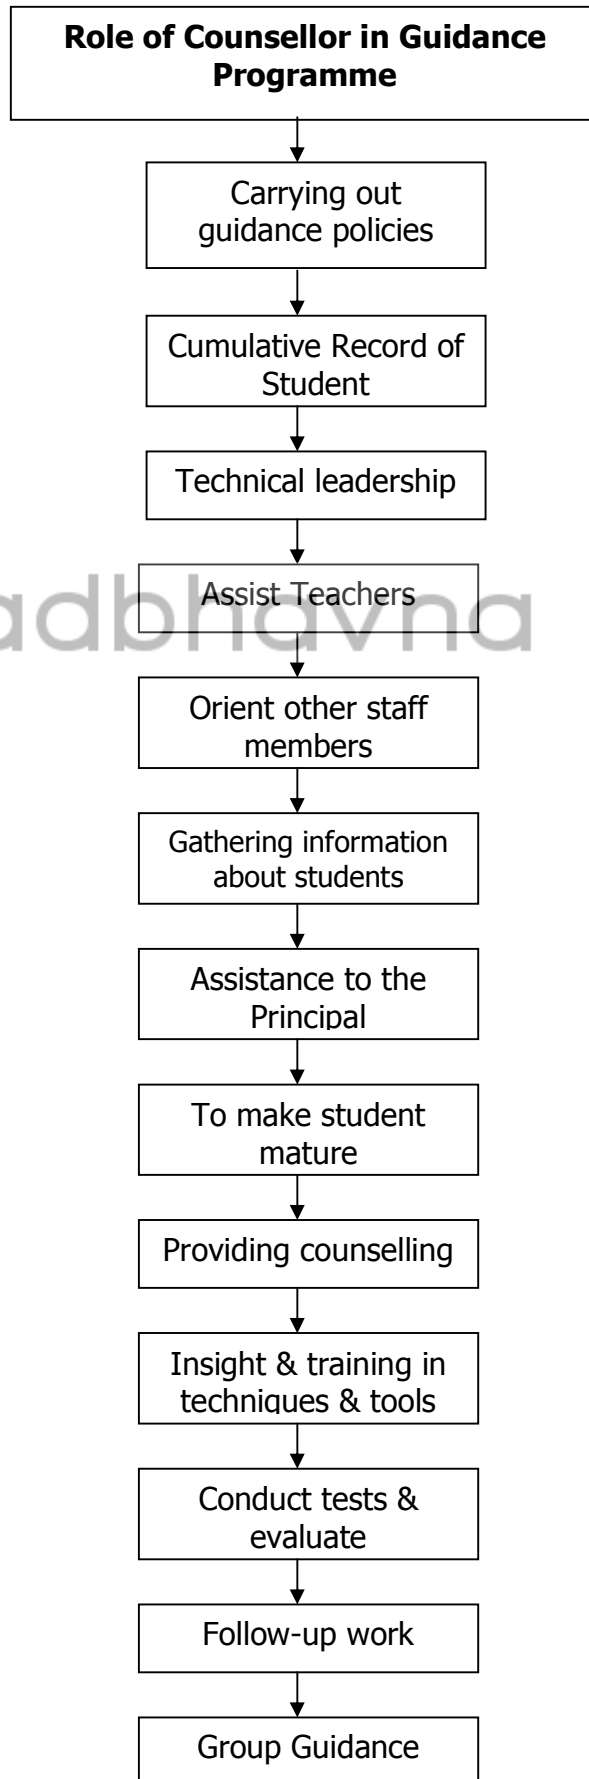 Role of Counsellor in Guidance
Programme
Carrying out
guidance policies
Cumulative Record of
Student
Technical leadership
adbhavna
Assist Teachers
Orient other staff
members
Gathering information
about students
Assistance to the
Principal
To make student
mature
Providing counselling
Insight & training in
techniques & tools
Conduct tests &
evaluate
Follow-up work
Group Guidance